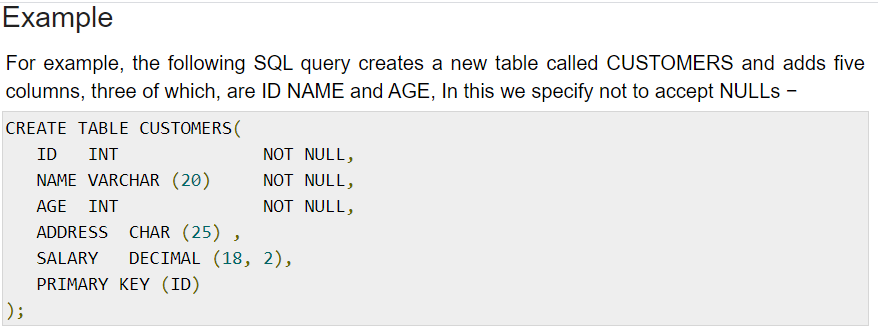 Example
For example, the following SQL query creates a new table called CUSTOMERS and adds five
columns, three of which, are ID NAME and AGE, In this we specify not to accept NULLs −
CREATE TABLE CUSTOMERS(
ID   INT              NOT NULL,
NAME VARCHAR (20)     NOT NULL,
AGE  INT              NOT NULL,
ADDRESS  CHAR (25) ,
SALARY   DECIMAL (18, 2),
PRIMARY KEY (ID)
);